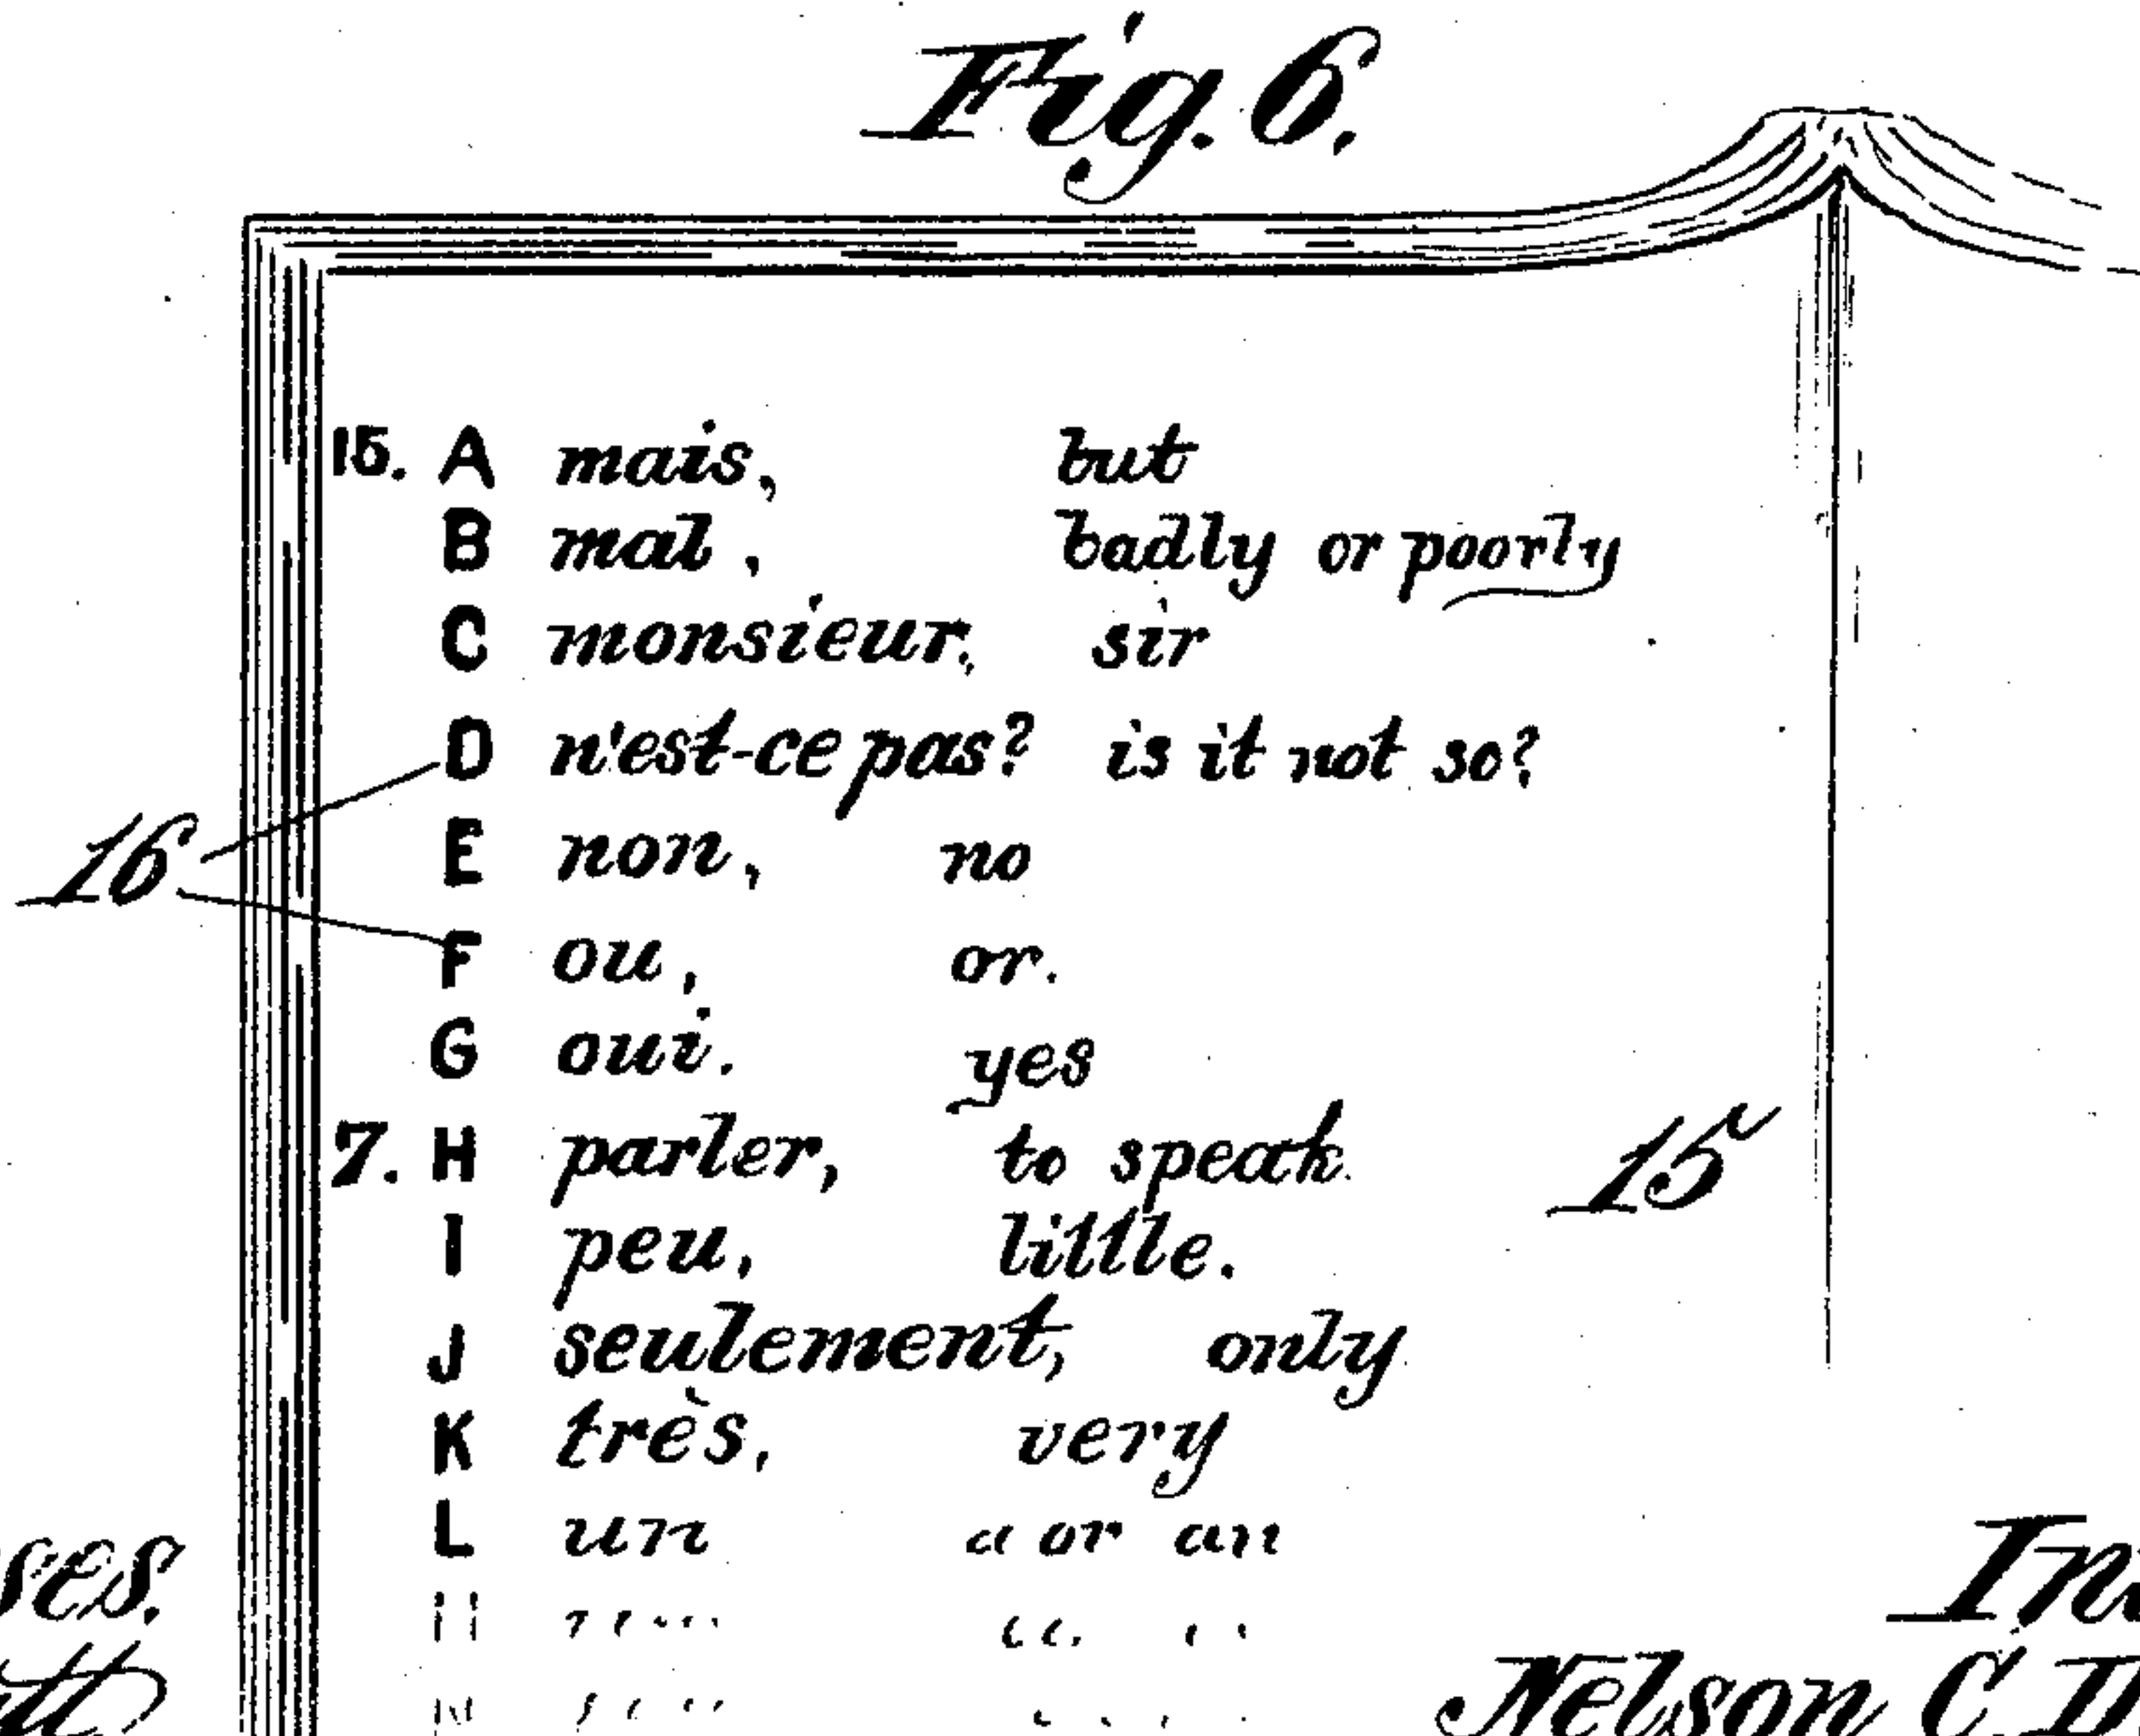 Fig. 6.
15. A mais, but
B mal, badly or poorly
C monsieur, sir
D n'est-ce pas? is it not so?
16
E non, no
F ou, or.
G oui. yes
7. H parler, to speak.
15
I peu, little.
J seulement, only
K très, very
L un a or an
Nelson C.